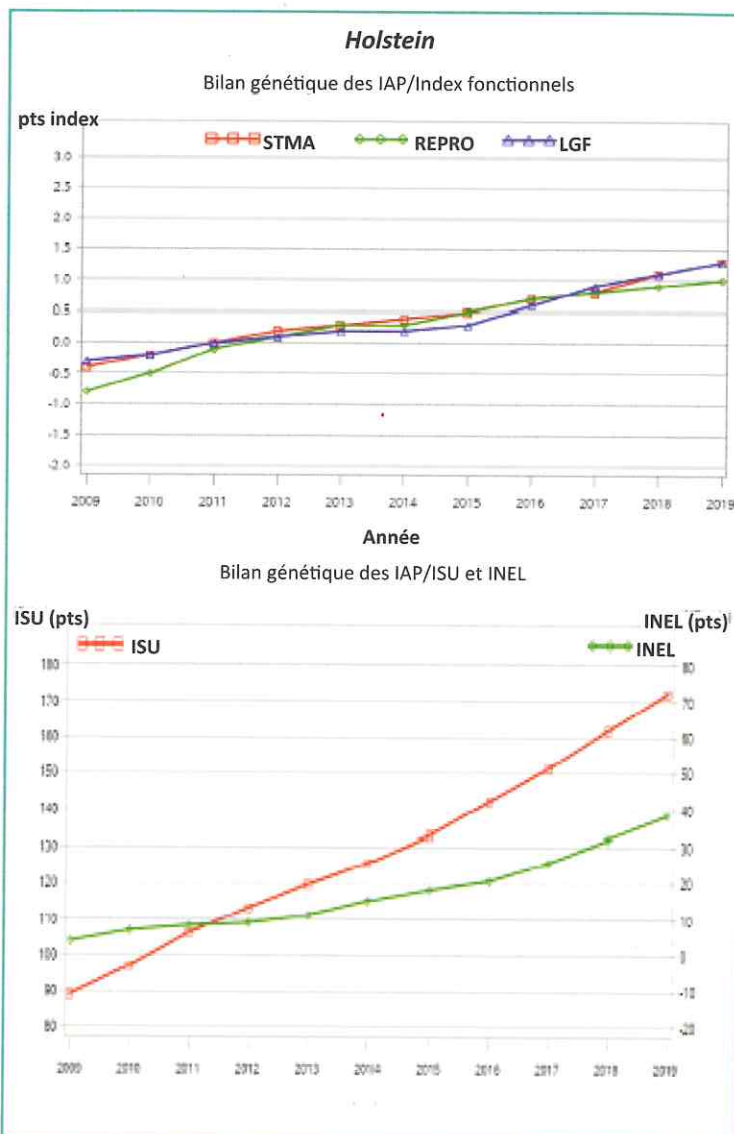 Holstein
Bilan génétique des IAP/Index fonctionnels
pts index
STMA REPRO LGF
3.0
2.5
2.0
1.5
1.0
0.5
0.0
-0.5
-1.0
-1.5
-2.0
2009 2010 2011 2012 2013 2014 2015 2016 2017 2018 2019
Année
Bilan génétique des IAP/ISU et INEL
ISU (pts) INEL (pts)
ISU INEL
180 80
170 70
160 60
150 50
140 40
130 30
120 20
110 10
100 0
90 -10
80 -20
2009 2010 2011 2012 2013 2014 2015 2016 2017 2018 2019